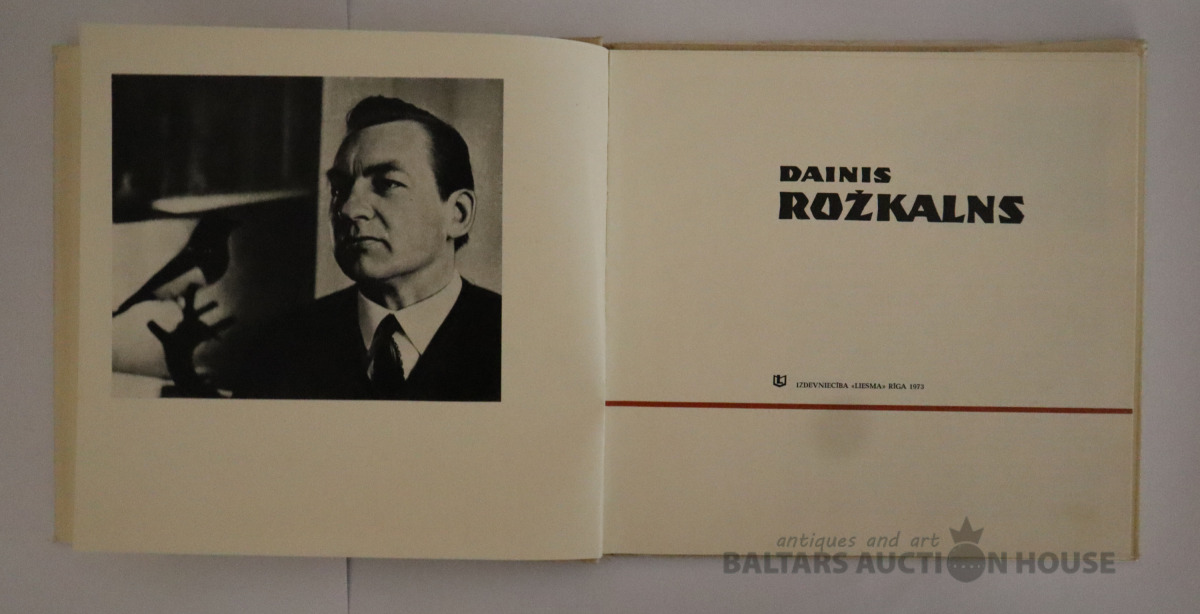 DAINIS
ROŽKALNS
IZDEVNIECĪBA «LIESMA» RĪGA 1973
antiques and art
BALTARS AUCTION HOUSE